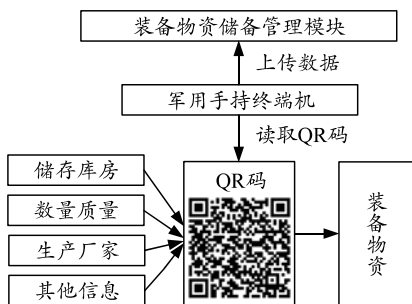 装备物资储备管理模块
上传数据
军用手持终端机
读取QR码
储存库房
数量质量
生产厂家
其他信息
QR码
装备物资